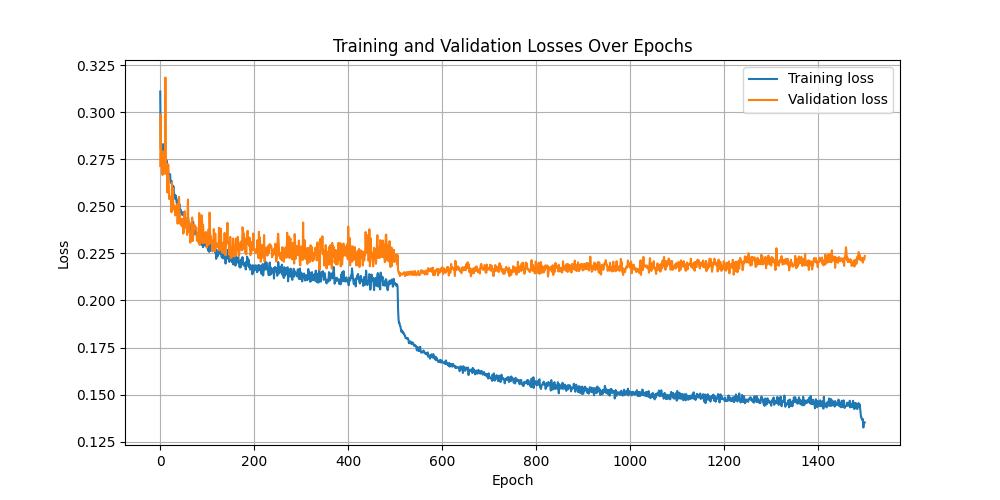 Training and Validation Losses Over Epochs
Training loss
Validation loss
0.325
0.300
0.275
0.250
0.225
0.200
0.175
0.150
0.125
Loss
0 200 400 600 800 1000 1200 1400
Epoch